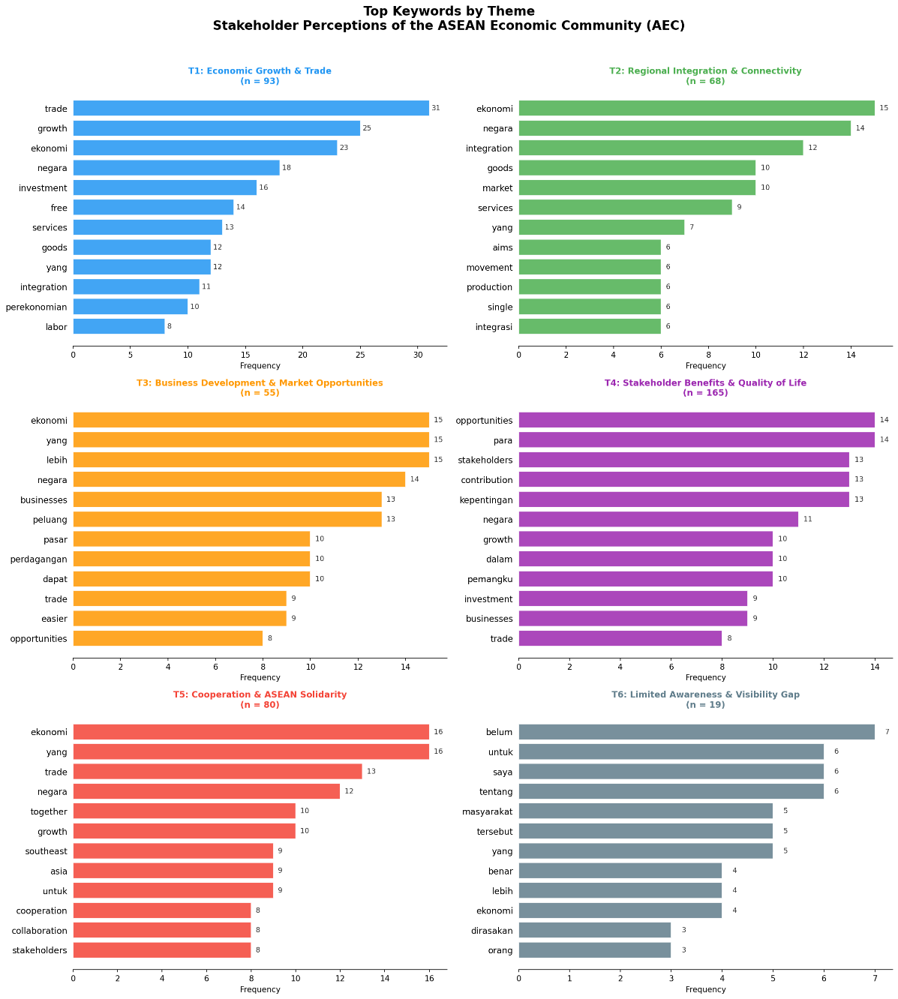 Top Keywords by Theme
Stakeholder Perceptions of the ASEAN Economic Community (AEC)
T1: Economic Growth & Trade
(n = 93)
trade 31
growth 25
ekonomi 23
negara 18
investment 16
free 14
services 13
goods 12
yang 12
integration 11
perekonomian 10
labor 8
0 5 10 15 20 25 30
Frequency
T2: Regional Integration & Connectivity
(n = 68)
ekonomi 15
negara 14
integration 12
goods 10
market 10
services 9
yang 7
aims 6
movement 6
production 6
single 6
integrasi 6
0 2 4 6 8 10 12 14
Frequency
T3: Business Development & Market Opportunities
(n = 55)
ekonomi 15
yang 15
lebih 15
negara 14
businesses 13
peluang 13
pasar 10
perdagangan 10
dapat 10
trade 9
easier 9
opportunities 8
0 2 4 6 8 10 12 14
Frequency
T4: Stakeholder Benefits & Quality of Life
(n = 165)
opportunities 14
para 14
stakeholders 13
contribution 13
kepentingan 13
negara 11
growth 10
dalam 10
pemangku 10
investment 9
businesses 9
trade 8
0 2 4 6 8 10 12 14
Frequency
T5: Cooperation & ASEAN Solidarity
(n = 80)
ekonomi 16
yang 16
trade 13
negara 12
together 10
growth 10
southeast 9
asia 9
untuk 9
cooperation 8
collaboration 8
stakeholders 8
0 2 4 6 8 10 12 14 16
Frequency
T6: Limited Awareness & Visibility Gap
(n = 19)
belum 7
untuk 6
saya 6
tentang 6
masyarakat 5
tersebut 5
yang 5
benar 4
lebih 4
ekonomi 4
dirasakan 3
orang 3
0 1 2 3 4 5 6 7
Frequency